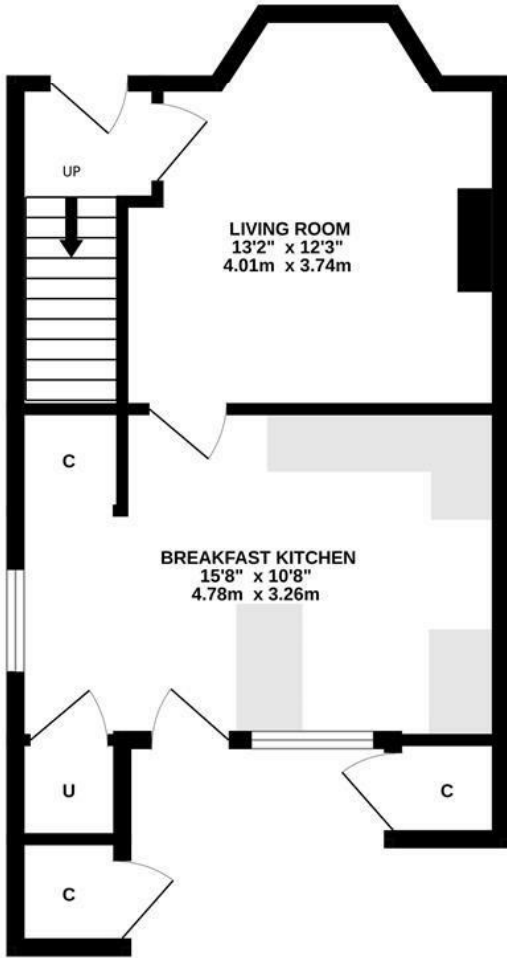 UP
LIVING ROOM
13'2" x 12'3"
4.01m x 3.74m
C
BREAKFAST KITCHEN
15'8" x 10'8"
4.78m x 3.26m
U
C
C